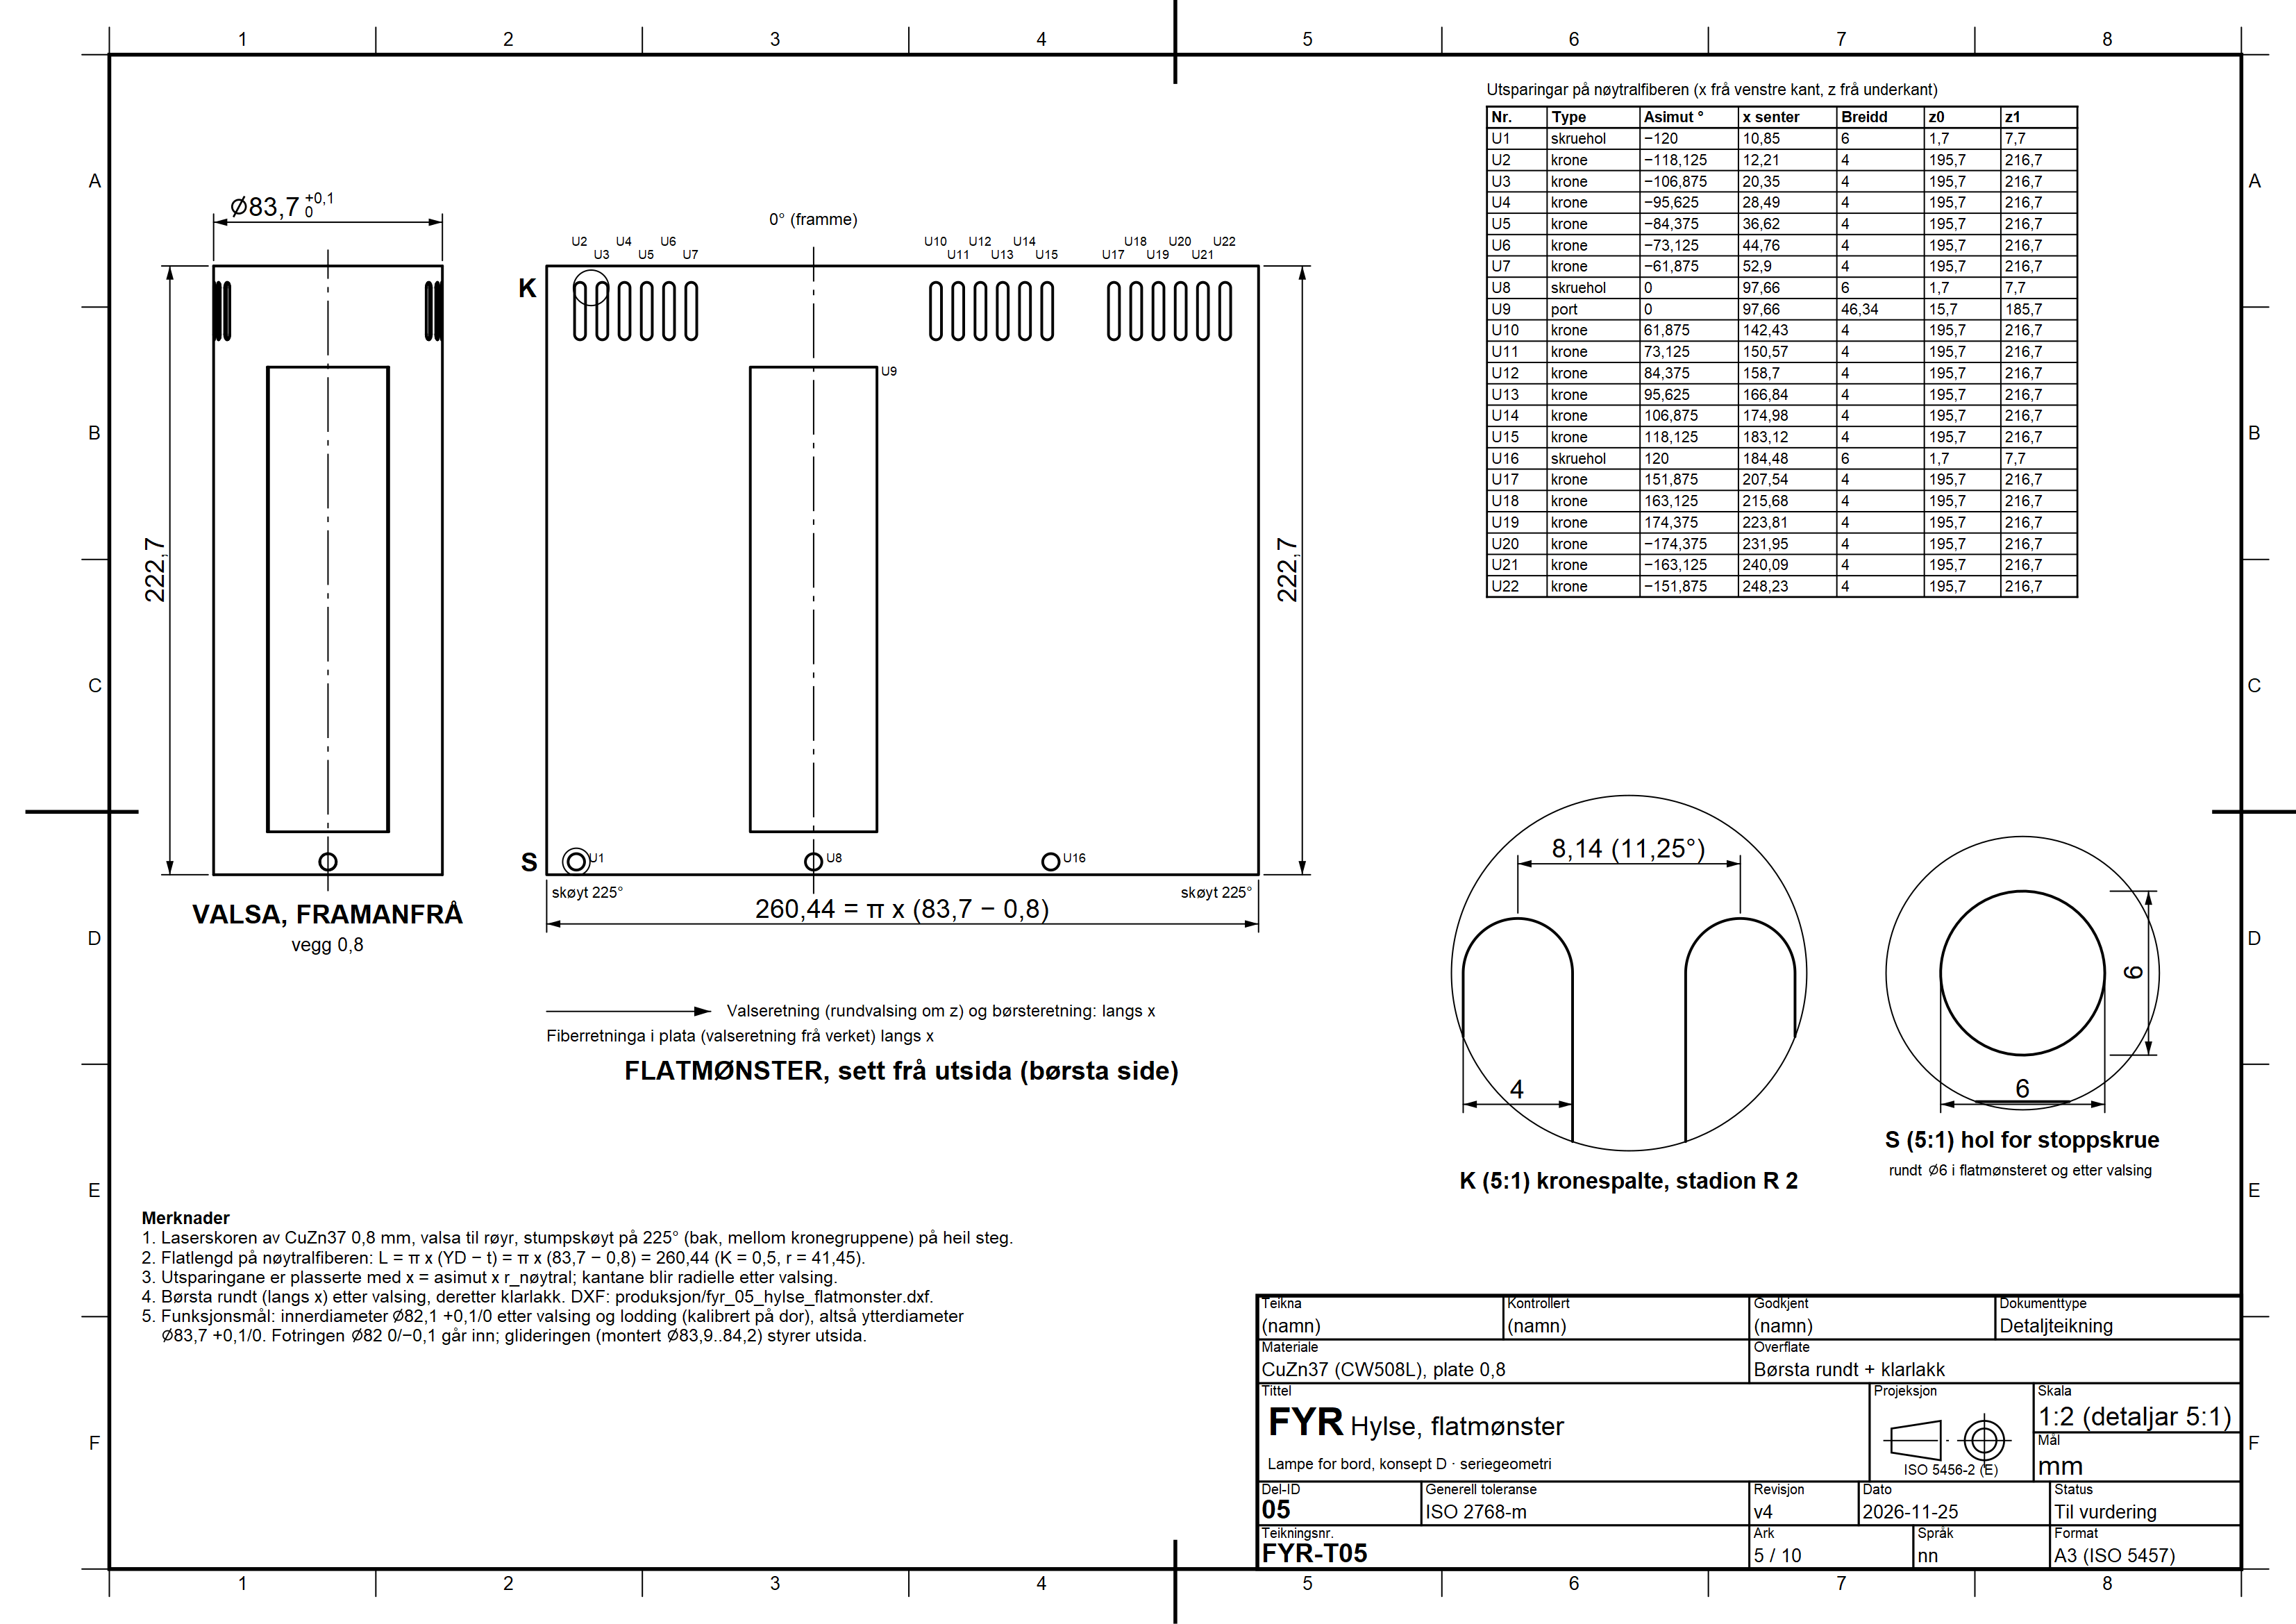 1 2 3 4 5 6 7 8
A
B
C
D
E
F
A
B
C
D
E
F
Ø83,7 +0,1 0
222,7
VALSA, FRAMANFRÅ
vegg 0,8
0° (framme)
U2 U4 U6 U10 U12 U14 U18 U20 U22
U3 U5 U7 U11 U13 U15 U17 U19 U21
K
U9
222,7
S
U1 U8 U16
skøyt 225° skøyt 225°
260,44 = π x (83,7 − 0,8)
Valseretning (rundvalsing om z) og børsteretning: langs x
Fiberretninga i plata (valseretning frå verket) langs x
FLATMØNSTER, sett frå utsida (børsta side)
Utsparingar på nøytralfiberen (x frå venstre kant, z frå underkant)
Nr. Type Asimut ° x senter Breidd z0 z1
U1 skruehol −120 10,85 6 1,7 7,7
U2 krone −118,125 12,21 4 195,7 216,7
U3 krone −106,875 20,35 4 195,7 216,7
U4 krone −95,625 28,49 4 195,7 216,7
U5 krone −84,375 36,62 4 195,7 216,7
U6 krone −73,125 44,76 4 195,7 216,7
U7 krone −61,875 52,9 4 195,7 216,7
U8 skruehol 0 97,66 6 1,7 7,7
U9 port 0 97,66 46,34 15,7 185,7
U10 krone 61,875 142,43 4 195,7 216,7
U11 krone 73,125 150,57 4 195,7 216,7
U12 krone 84,375 158,7 4 195,7 216,7
U13 krone 95,625 166,84 4 195,7 216,7
U14 krone 106,875 174,98 4 195,7 216,7
U15 krone 118,125 183,12 4 195,7 216,7
U16 skruehol 120 184,48 6 1,7 7,7
U17 krone 151,875 207,54 4 195,7 216,7
U18 krone 163,125 215,68 4 195,7 216,7
U19 krone 174,375 223,81 4 195,7 216,7
U20 krone −174,375 231,95 4 195,7 216,7
U21 krone −163,125 240,09 4 195,7 216,7
U22 krone −151,875 248,23 4 195,7 216,7
8,14 (11,25°)
4
K (5:1) kronespalte, stadion R 2
6
6
S (5:1) hol for stoppskrue
rundt Ø6 i flatmønsteret og etter valsing
Merknader
1. Laserskoren av CuZn37 0,8 mm, valsa til røyr, stumpskøyt på 225° (bak, mellom kronegruppene) på heil steg.
2. Flatlengd på nøytralfiberen: L = π x (YD − t) = π x (83,7 − 0,8) = 260,44 (K = 0,5, r = 41,45).
3. Utsparingane er plasserte med x = asimut x r_nøytral; kantane blir radielle etter valsing.
4. Børsta rundt (langs x) etter valsing, deretter klarlakk. DXF: produksjon/fyr_05_hylse_flatmonster.dxf.
5. Funksjonsmål: innerdiameter Ø82,1 +0,1/0 etter valsing og lodding (kalibrert på dor), altså ytterdiameter
Ø83,7 +0,1/0. Fotringen Ø82 0/−0,1 går inn; glideringen (montert Ø83,9..84,2) styrer utsida.
Teikna Kontrollert Godkjent Dokumenttype
(namn) (namn) (namn) Detaljteikning
Materiale Overflate
CuZn37 (CW508L), plate 0,8 Børsta rundt + klarlakk
Tittel Projeksjon Skala
FYR Hylse, flatmønster 1:2 (detaljar 5:1)
Mål
Lampe for bord, konsept D · seriegeometri ISO 5456-2 (E) mm
Del-ID Generell toleranse Revisjon Dato Status
05 ISO 2768-m v4 2026-11-25 Til vurdering
Teikningsnr. Ark Språk Format
FYR-T05 5 / 10 nn A3 (ISO 5457)
1 2 3 4 5 6 7 8